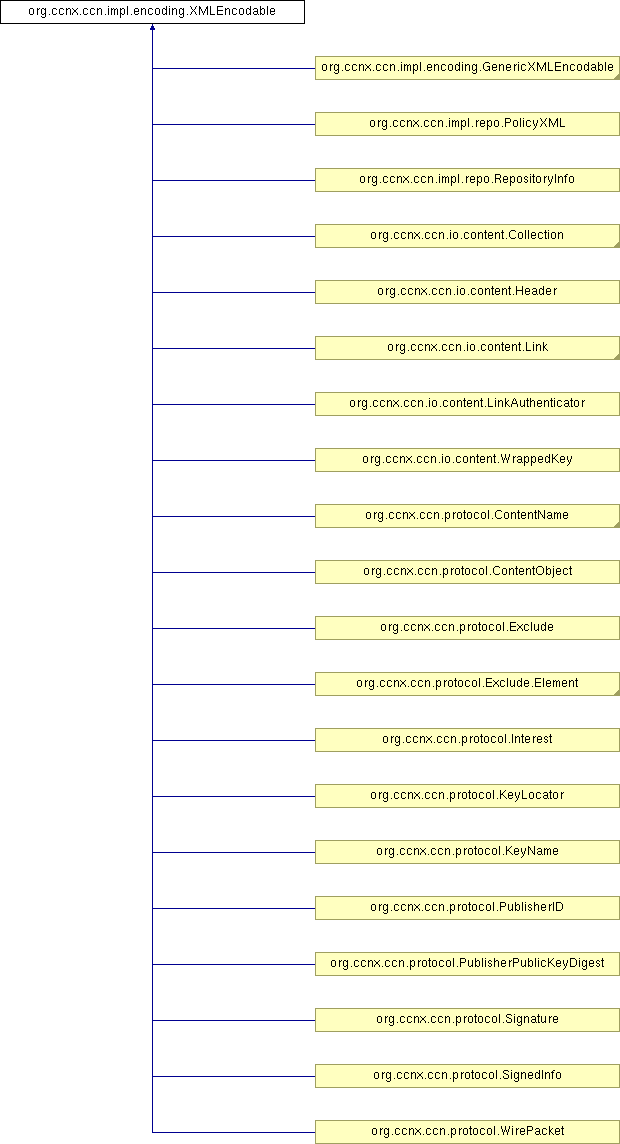 org.ccnx.ccn.impl.encoding.XMLEncodable
org.ccnx.ccn.impl.encoding.GenericXMLEncodable
org.ccnx.ccn.impl.repo.PolicyXML
org.ccnx.ccn.impl.repo.RepositoryInfo
org.ccnx.ccn.io.content.Collection
org.ccnx.ccn.io.content.Header
org.ccnx.ccn.io.content.Link
org.ccnx.ccn.io.content.LinkAuthenticator
org.ccnx.ccn.io.content.WrappedKey
org.ccnx.ccn.protocol.ContentName
org.ccnx.ccn.protocol.ContentObject
org.ccnx.ccn.protocol.Exclude
org.ccnx.ccn.protocol.Exclude.Element
org.ccnx.ccn.protocol.Interest
org.ccnx.ccn.protocol.KeyLocator
org.ccnx.ccn.protocol.KeyName
org.ccnx.ccn.protocol.PublisherID
org.ccnx.ccn.protocol.PublisherPublicKeyDigest
org.ccnx.ccn.protocol.Signature
org.ccnx.ccn.protocol.SignedInfo
org.ccnx.ccn.protocol.WirePacket